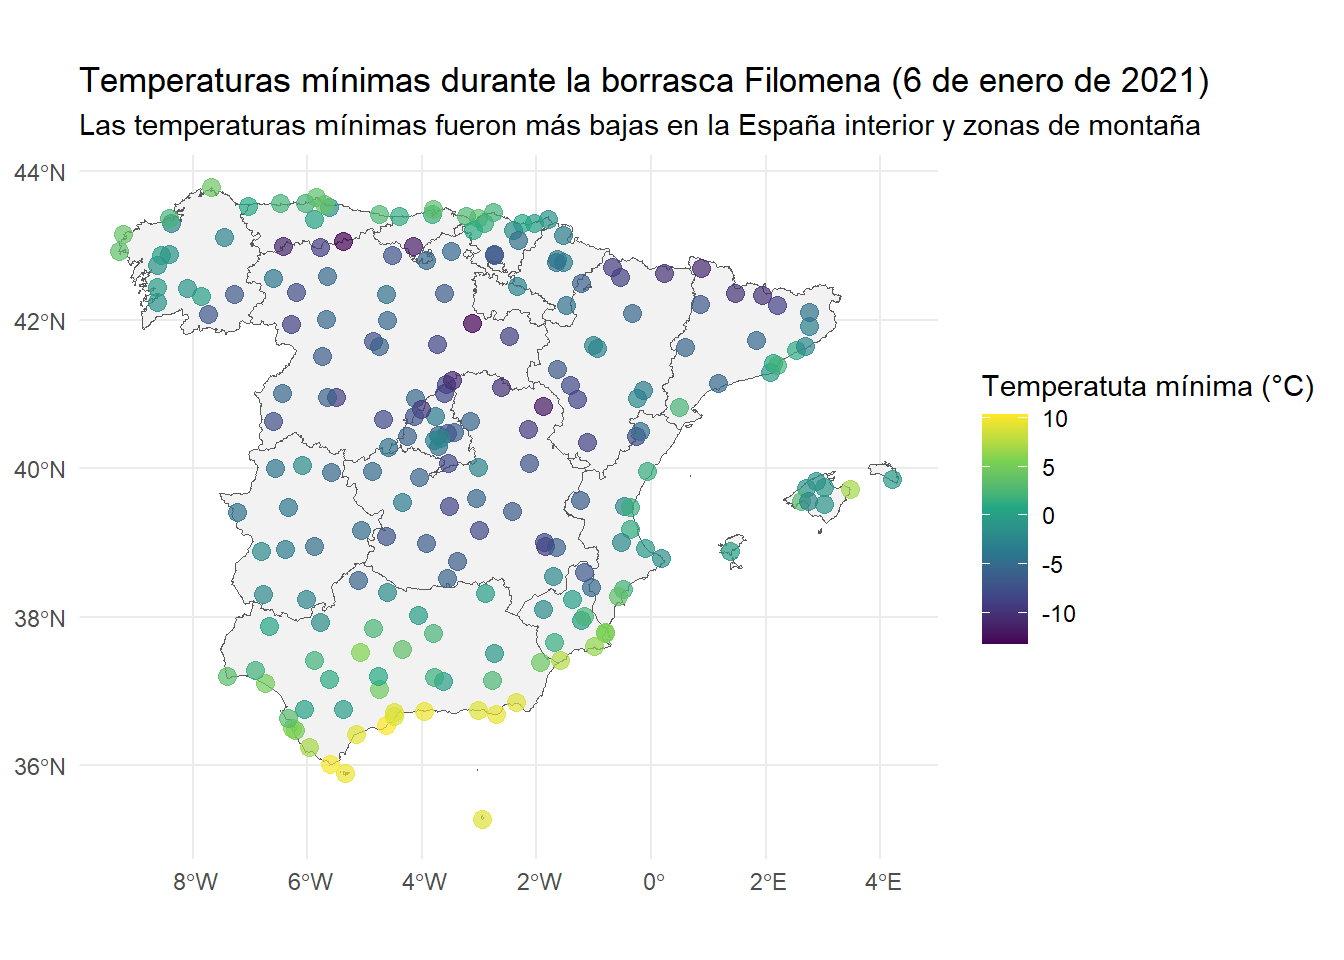 Temperaturas mínimas durante la borrasca Filomena (6 de enero de 2021)
Las temperaturas mínimas fueron más bajas en la España interior y zonas de montaña
44°N
42°N
40°N
38°N
36°N
8°W
6°W
4°W
2°W
0°
2°E
4°E
Temperatuta mínima (°C)
10
5
0
-5
-10